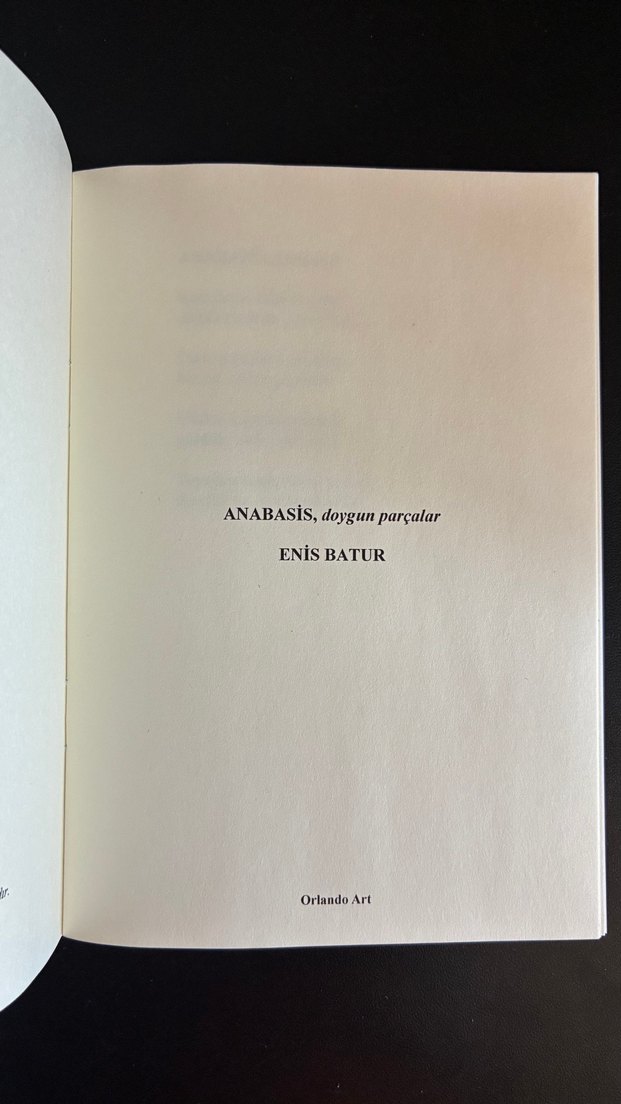 ANABASİS, doygun parçalar
ENİS BATUR
Orlando Art